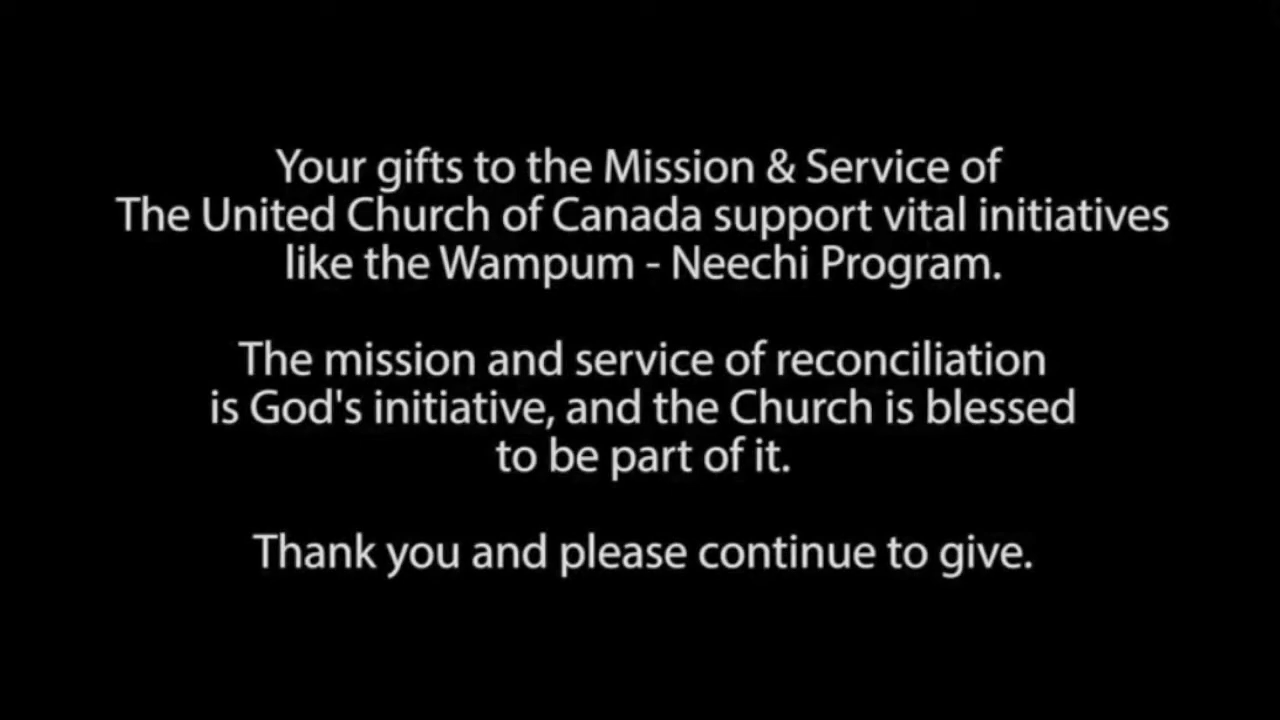 Your gifts to the Mission & Service of
The United Church of Canada support vital initiatives
like the Wampum - Neechi Program.
The mission and service of reconciliation
is God's initiative, and the Church is blessed
to be part of it.
Thank you and please continue to give.